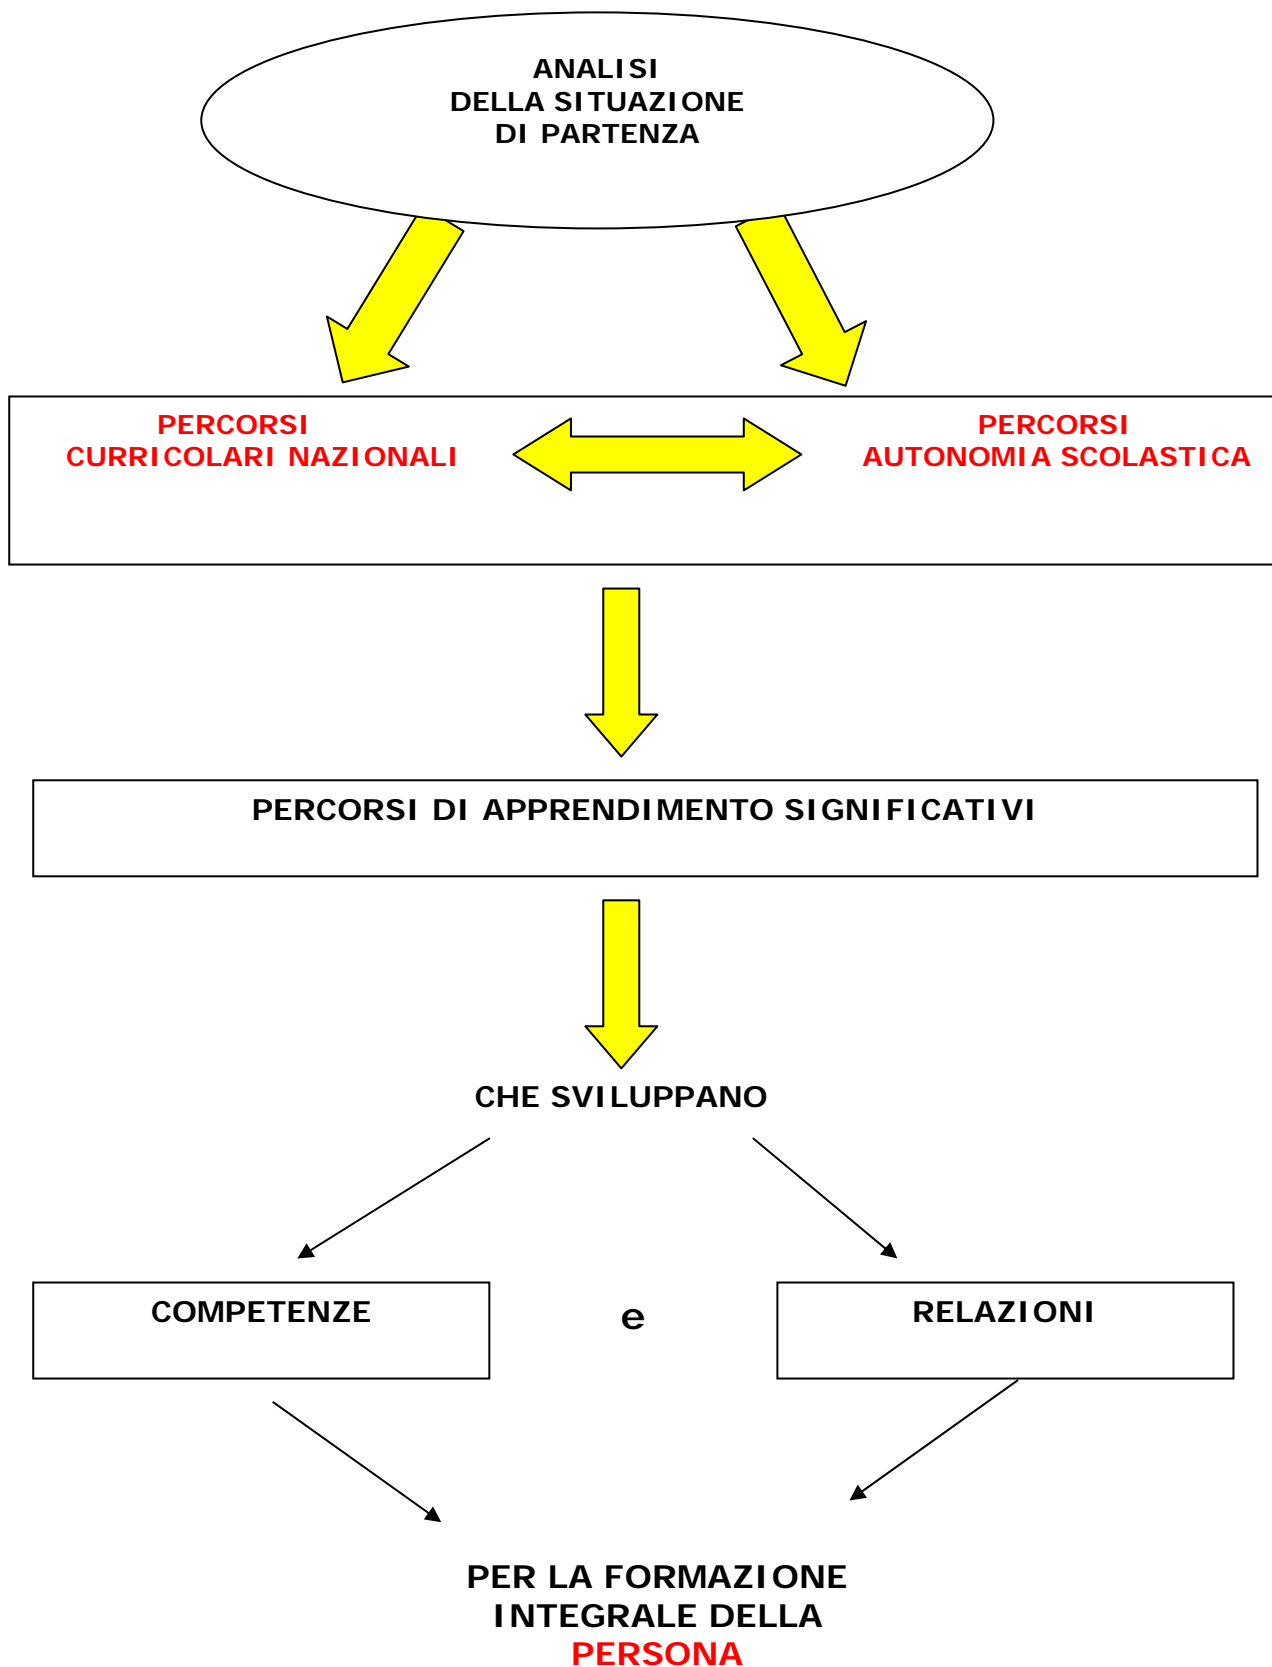 ANALISI
DELLA SITUAZIONE
DI PARTENZA
PERCORSI
CURRICOLARI NAZIONALI
PERCORSI
AUTONOMIA SCOLASTICA
PERCORSI DI APPRENDIMENTO SIGNIFICATIVI
CHE SVILUPPANO
COMPETENZE
e
RELAZIONI
PER LA FORMAZIONE
INTEGRALE DELLA
PERSONA